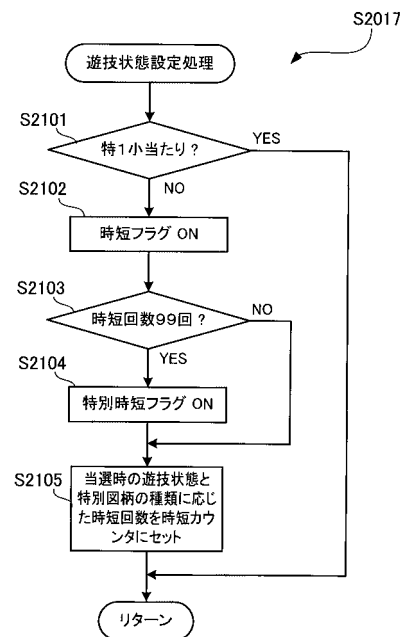 S2017
遊技状態設定処理
S2101
特1小当たり?
YES
NO
S2102
時短フラグ ON
S2103
時短回数99回?
NO
YES
S2104
特別時短フラグ ON
S2105
当選時の遊技状態と
特別図柄の種類に応じ
た時短回数を時短カウ
ンタにセット
リターン